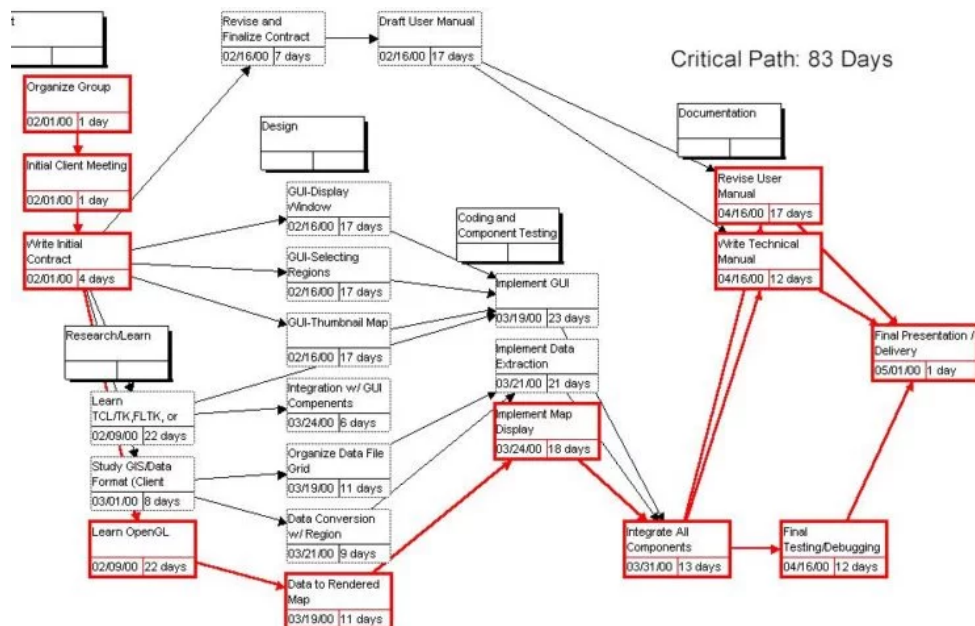 t
Revise and
Finalize Contract
02/16/00 7 days
Draft User Manual
02/16/00 17 days
Critical Path: 83 Days
Organize Group
02/01/00 1 day
Design
Documentation
Initial Client Meeting
02/01/00 1 day
GUI-Display
Window
02/16/00 17 days
Revise User
Manual
04/16/00 17 days
Coding and
Component Testing
Write Initial
Contract
02/01/00 4 days
GUI-Selecting
Regions
02/16/00 17 days
Write Technical
Manual
04/16/00 12 days
Implement GUI
03/19/00 23 days
GUI-Thumbnail Map
02/16/00 17 days
Research/Learn
Final Presentation /
Delivery
05/01/00 1 day
Implement Data
Extraction
03/21/00 21 days
Learn
TCL/TK,FLTK, or
02/09/00 22 days
Integration w/ GUI
Compenents
03/24/00 6 days
Implement Map
Display
03/24/00 18 days
Study GIS/Data
Format (Client
03/01/00 8 days
Organize Data File
Grid
03/19/00 11 days
Learn OpenGL
02/09/00 22 days
Data Conversion
w/ Region
03/21/00 9 days
Integrate All
Components
03/31/00 13 days
Final
Testing/Debugging
04/16/00 12 days
Data to Rendered
Map
03/19/00 11 days